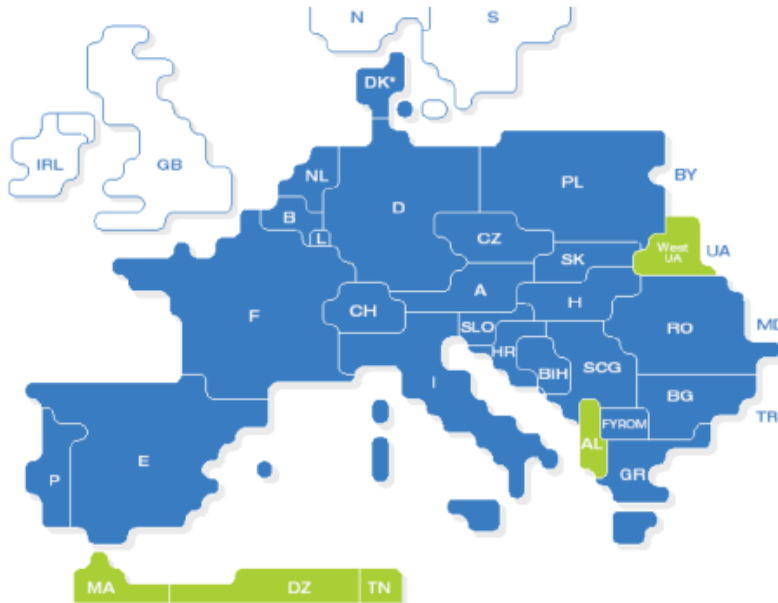 N
S
DK*
IRL
GB
NL
PL
BY
B
D
L
CZ
West
UA
UA
SK
A
CH
H
F
SLO
RO
MD
HR
I
BIH
SCG
BG
TR
FYROM
AL
E
P
GR
MA
DZ
TN